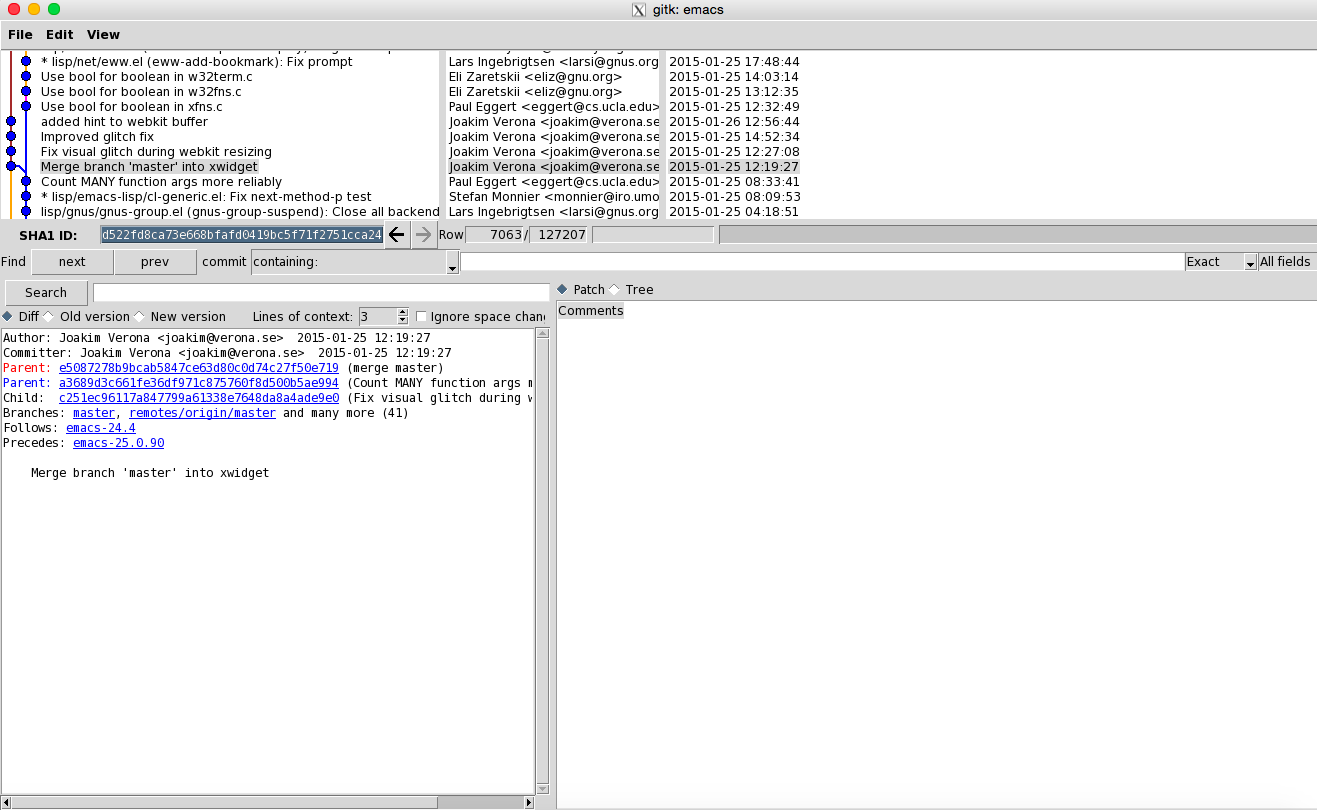 gitk: emacs
File Edit View
* lisp/net/eww.el (eww-add-bookmark): Fix prompt Lars Ingebrigtsen <larsi@gnus.org 2015-01-25 17:48:44
Use bool for boolean in w32term.c Eli Zaretskii <eliz@gnu.org> 2015-01-25 14:03:14
Use bool for boolean in w32fns.c Eli Zaretskii <eliz@gnu.org> 2015-01-25 13:12:35
Use bool for boolean in xfns.c Paul Eggert <eggert@cs.ucla.edu> 2015-01-25 12:32:49
added hint to webkit buffer Joakim Verona <joakim@verona.se 2015-01-26 12:56:44
Improved glitch fix Joakim Verona <joakim@verona.se 2015-01-25 14:52:34
Fix visual glitch during webkit resizing Joakim Verona <joakim@verona.se 2015-01-25 12:27:08
Merge branch 'master' into xwidget Joakim Verona <joakim@verona.se 2015-01-25 12:19:27
Count MANY function args more reliably Paul Eggert <eggert@cs.ucla.edu> 2015-01-25 08:33:41
* lisp/emacs-lisp/cl-generic.el: Fix next-method-p test Stefan Monnier <monnier@iro.umo 2015-01-25 08:09:53
lisp/gnus/gnus-group.el (gnus-group-suspend): Close all backend Lars Ingebrigtsen <larsi@gnus.org 2015-01-25 04:18:51
SHA1 ID: d522fd8ca73e668bfafd0419bc5f71f2751cca24 Row 7063 / 127207
Find next prev commit containing: Exact All fields
Search
Patch Tree
Comments
Diff Old version New version Lines of context: 3 Ignore space chan
Author: Joakim Verona <joakim@verona.se> 2015-01-25 12:19:27
Committer: Joakim Verona <joakim@verona.se> 2015-01-25 12:19:27
Parent: e5087278b9bcab5847ce63d80c0d74c27f50e719 (merge master)
Parent: a3689d3c661fe36df971c875760f8d500b5ae994 (Count MANY function args m
Child: c251ec96117a847799a61338e7648da8a4ade9e0 (Fix visual glitch during w
Branches: master, remotes/origin/master and many more (41)
Follows: emacs-24.4
Precedes: emacs-25.0.90
Merge branch 'master' into xwidget